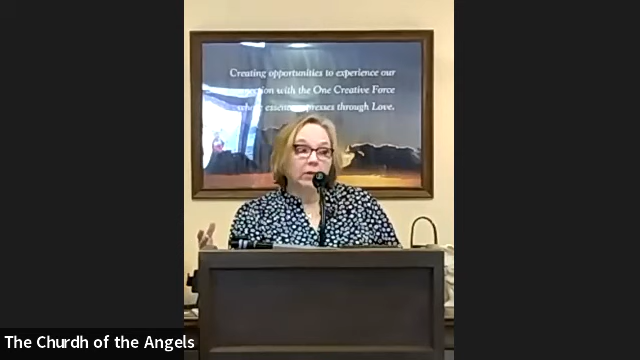 Creating opportunities to experience our
with the One Creative Force
through Love.
The Churdh of the Angels